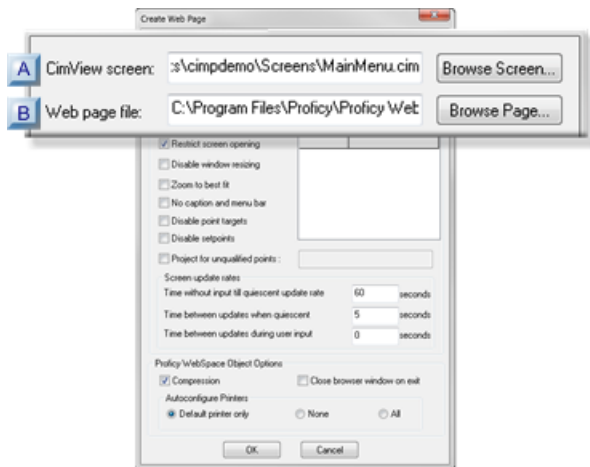 Create Web Page
A CimView screen: :s\cimpdemo\Screens\MainMenu.cim Browse Screen...
B Web page file: C:\Program Files\Proficy\Proficy Web Browse Page...
Restrict screen opening
Disable window resizing
Zoom to best fit
No caption and menu bar
Disable point targets
Disable setpoints
Project for unqualified points :
Screen update rates
Time without input till quiescent update rate 60 seconds
Time between updates when quiescent 5 seconds
Time between updates during user input 0 seconds
Proficy WebSpace Object Options
Compression Close browser window on exit
Autoconfigure Printers
Default printer only None All
OK Cancel